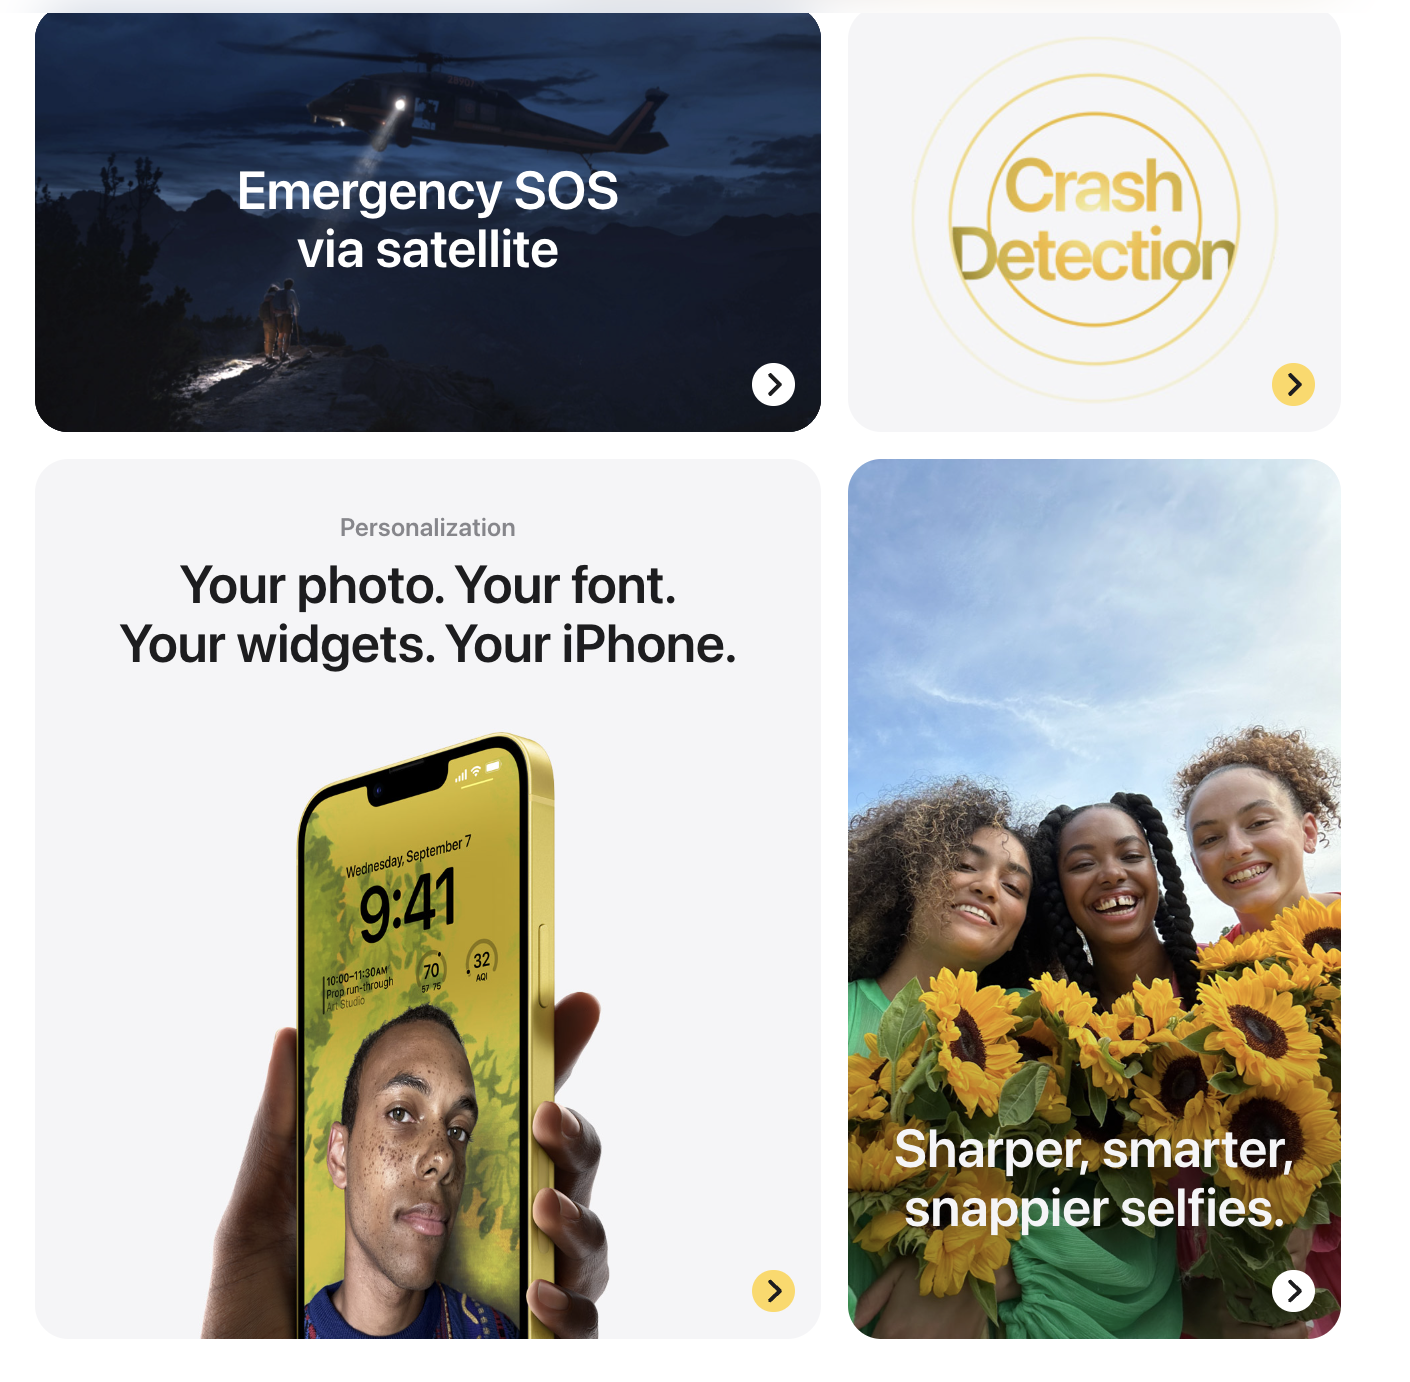 Emergency SOS
via satellite
Crash
Detection
Personalization
Your photo. Your font.
Your widgets. Your iPhone.
Wednesday, September 7
9:41
10:00–11:30AM
Prop run-through
Art Studio
70
57 75
32
AQI
Sharper, smarter,
snappier selfies.